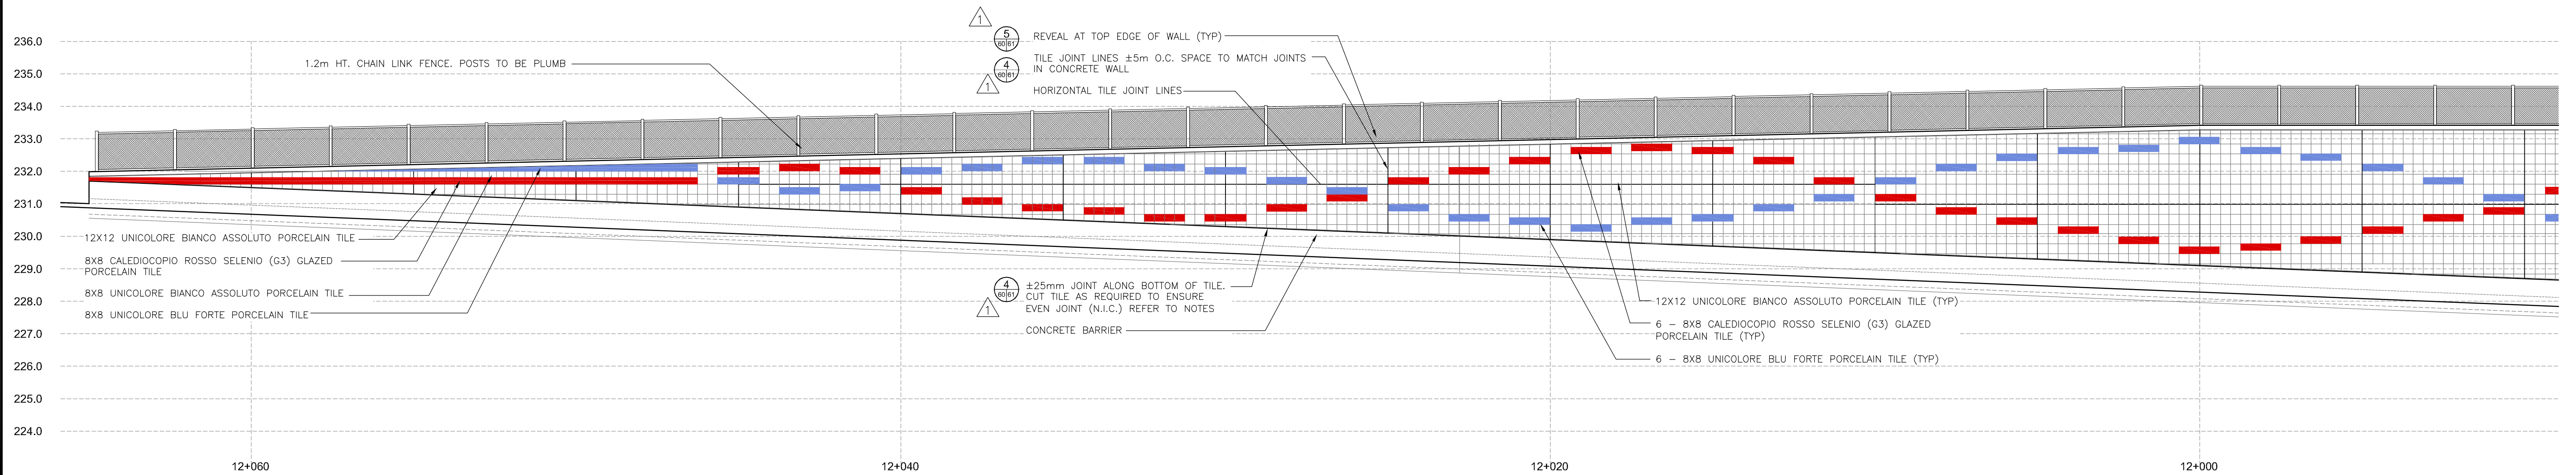 1
5
60 61
REVEAL AT TOP EDGE OF WALL (TYP)
236.0
1.2m HT. CHAIN LINK FENCE. POSTS TO BE PLUMB
4
60 61
TILE JOINT LINES ±5m O.C. SPACE TO MATCH JOINTS
IN CONCRETE WALL
1
HORIZONTAL TILE JOINT LINES
235.0
234.0
233.0
232.0
231.0
230.0
229.0
228.0
227.0
226.0
225.0
224.0
12X12 UNICOLORE BIANCO ASSOLUTO PORCELAIN TILE
8X8 CALEDIOCOPIO ROSSO SELENIO (G3) GLAZED
PORCELAIN TILE
8X8 UNICOLORE BIANCO ASSOLUTO PORCELAIN TILE
8X8 UNICOLORE BLU FORTE PORCELAIN TILE
4
60 61
1
±25mm JOINT ALONG BOTTOM OF TILE.
CUT TILE AS REQUIRED TO ENSURE
EVEN JOINT (N.I.C.) REFER TO NOTES
CONCRETE BARRIER
12X12 UNICOLORE BIANCO ASSOLUTO PORCELAIN TILE (TYP)
6 - 8X8 CALEDIOCOPIO ROSSO SELENIO (G3) GLAZED
PORCELAIN TILE (TYP)
6 - 8X8 UNICOLORE BLU FORTE PORCELAIN TILE (TYP)
12+060
12+040
12+020
12+000